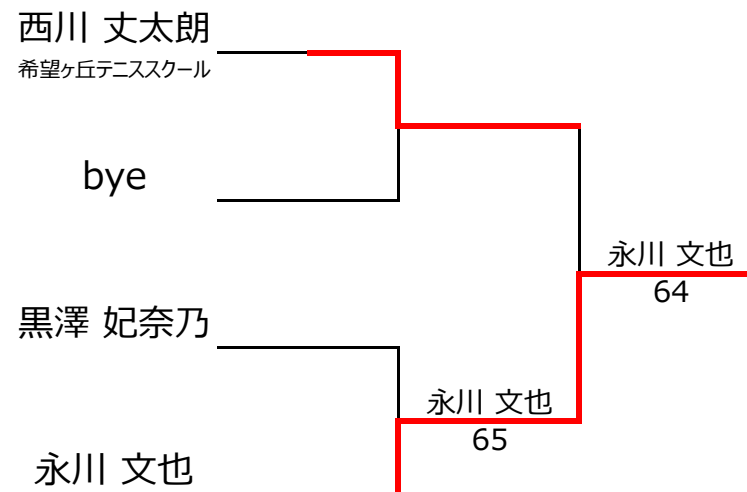 西川 丈太朗
希望ヶ丘テニススクール
bye
永川 文也
64
黒澤 妃奈乃
永川 文也
65
永川 文也